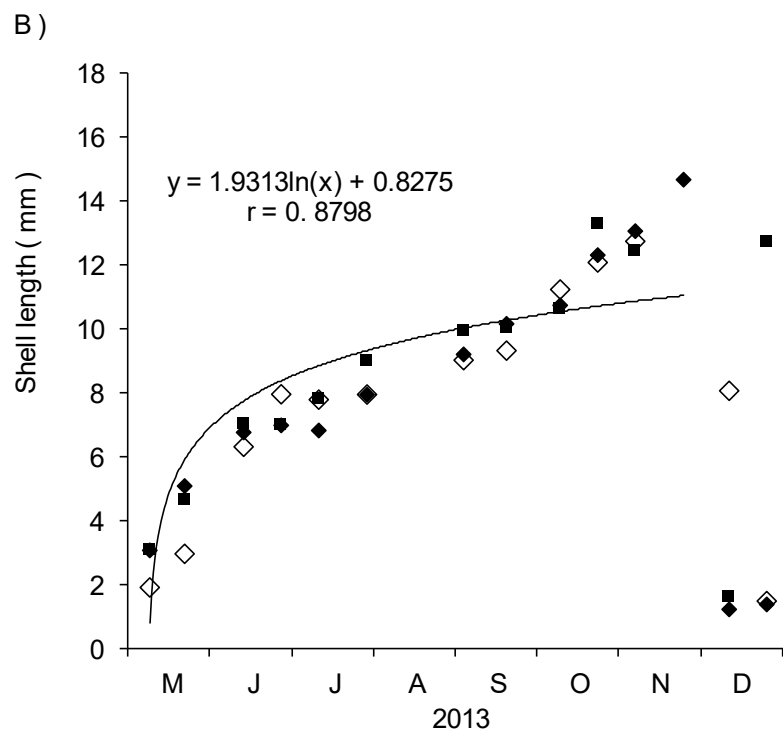 B )
18
16
14
12
10
8
6
4
2
0
Shell length ( mm )
y = 1.9313ln(x) + 0.8275
r = 0. 8798
M J J A S O N D
2013